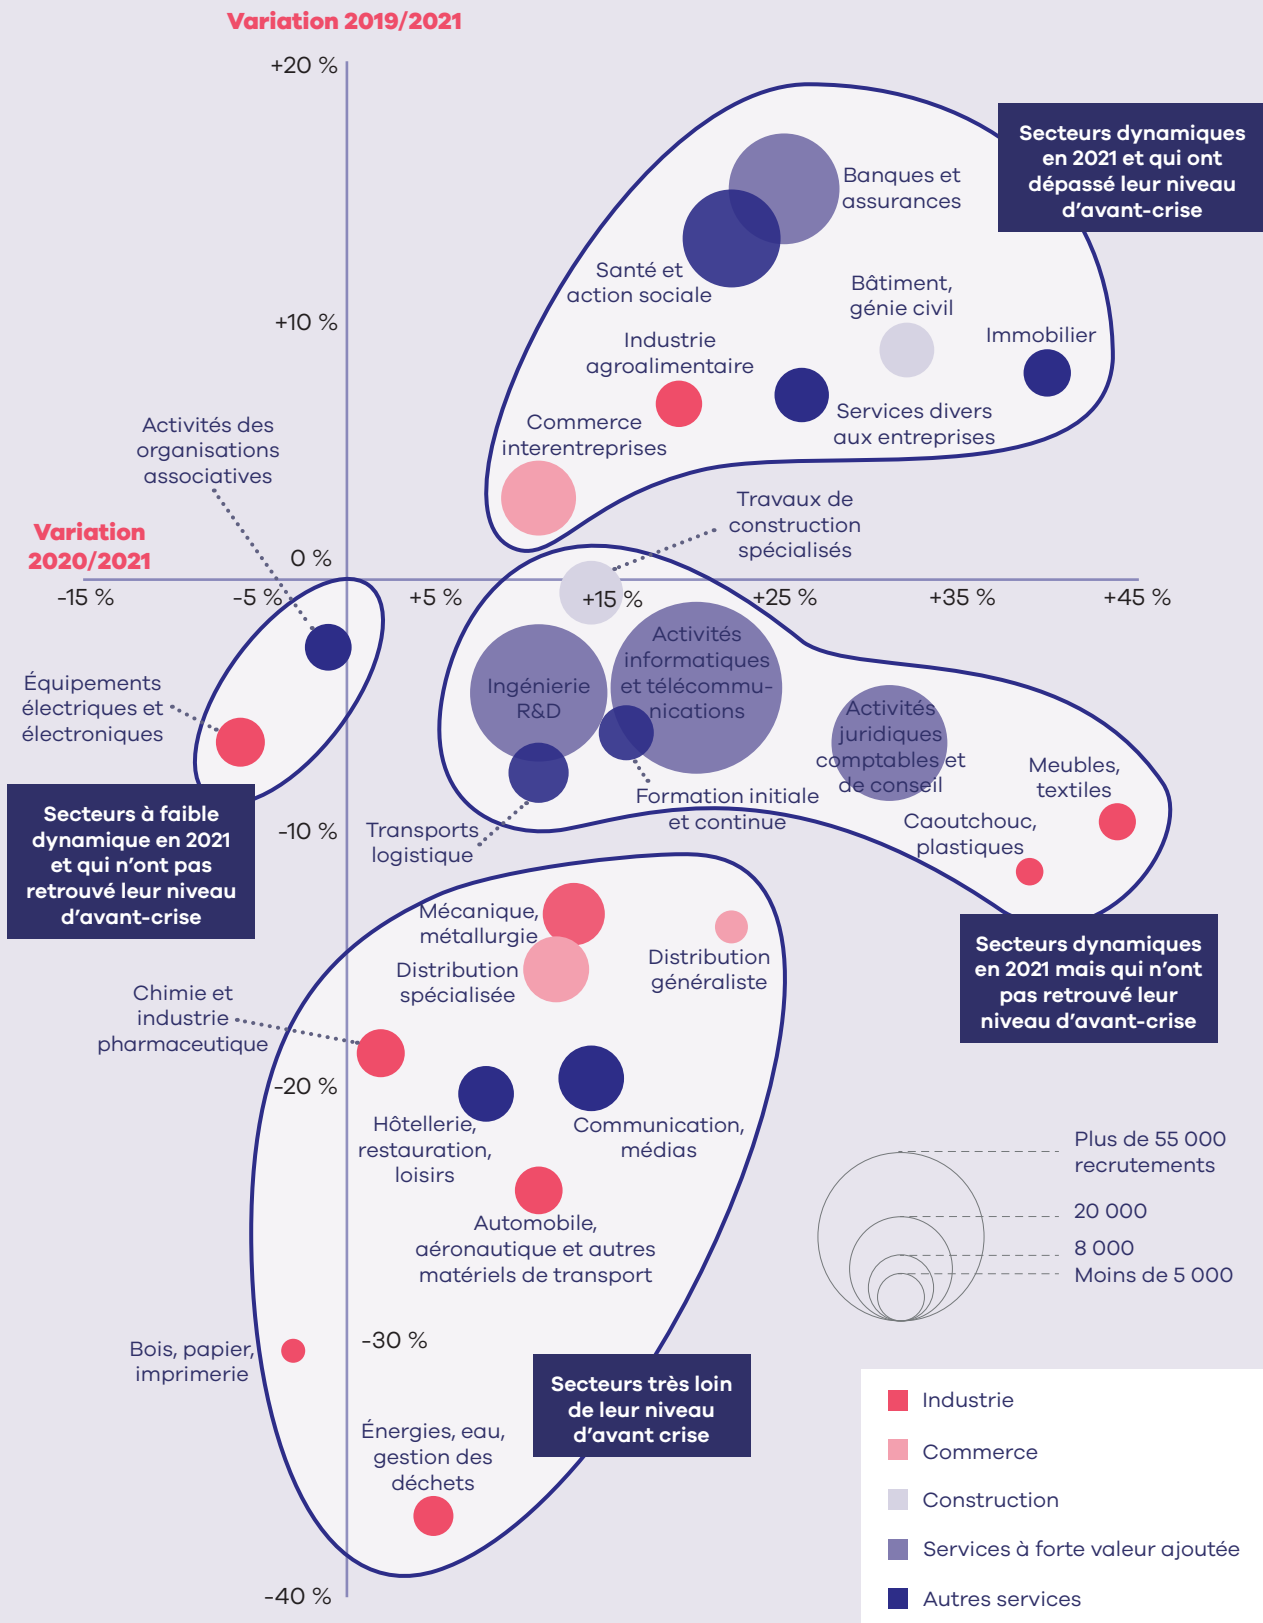 Variation 2019/2021
+20 %
Secteurs dynamiques
en 2021 et qui ont
dépassé leur niveau
d’avant-crise
Banques et
assurances
Santé et
action sociale
Bâtiment,
génie civil
+10 %
Immobilier
Industrie
agroalimentaire
Services divers
aux entreprises
Commerce
interentreprises
Activités des
organisations
associatives
Travaux de
construction
spécialisés
Variation
2020/2021
0 %
-15 %
-5 %
+5 %
+15 %
+25 %
+35 %
+45 %
Activités
informatiques
et télécommu-
nications
Ingénierie
R&D
Équipements
électriques et
électroniques
Activités
juridiques
comptables et
de conseil
Meubles,
textiles
Formation initiale
et continue
Caoutchouc,
plastiques
Transports
logistique
-10 %
Secteurs à faible
dynamique en 2021
et qui n’ont pas
retrouvé leur niveau
d’avant-crise
Mécanique,
métallurgie
Distribution
spécialisée
Distribution
généraliste
Secteurs dynamiques
en 2021 mais qui n’ont
pas retrouvé leur
niveau d’avant-crise
Chimie et
industrie
pharmaceutique
-20 %
Hôtellerie,
restauration,
loisirs
Communication,
médias
Automobile,
aéronautique et autres
matériels de transport
Plus de 55 000
recrutements
20 000
8 000
Moins de 5 000
-30 %
Bois, papier,
imprimerie
Secteurs très loin
de leur niveau
d’avant crise
Énergies, eau,
gestion des
déchets
-40 %
Industrie
Commerce
Construction
Services à forte valeur ajoutée
Autres services